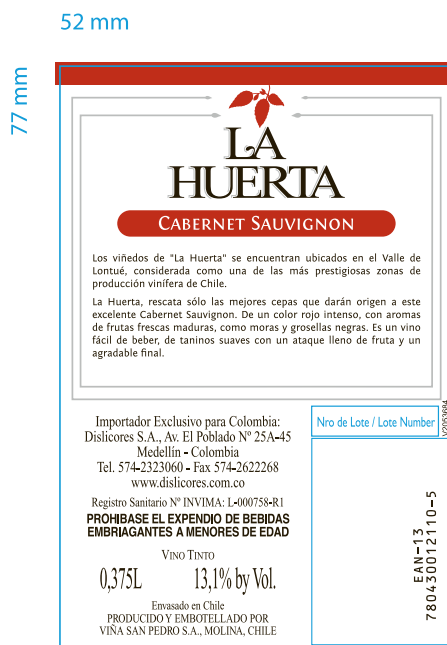 52 mm
77 mm
LA
HUERTA
CABERNET SAUVIGNON
Los viñedos de "La Huerta" se encuentran ubicados en el Valle de
Lontué, considerada como una de las más prestigiosas zonas de
producción vinífera de Chile.
La Huerta, rescata sólo las mejores cepas que darán origen a este
excelente Cabernet Sauvignon. De un color rojo intenso, con aromas
de frutas frescas maduras, como moras y grosellas negras. Es un vino
fácil de beber, de taninos suaves con un ataque lleno de fruta y un
agradable final.
Importador Exclusivo para Colombia:
Dislicores S.A., Av. El Poblado Nº 25A-45
Medellín - Colombia
Tel. 574-2323060 - Fax 574-2622268
www.dislicores.com.co
Registro Sanitario Nº INVIMA: L-000758-R1
PROHIBASE EL EXPENDIO DE BEBIDAS
EMBRIAGANTES A MENORES DE EDAD
VINO TINTO
0,375L 13,1% by Vol.
Envasado en Chile
PRODUCIDO Y EMBOTELLADO POR
VIÑA SAN PEDRO S.A., MOLINA, CHILE
Nro de Lote / Lote Number
V2053684
EAN-13
780430012110-5